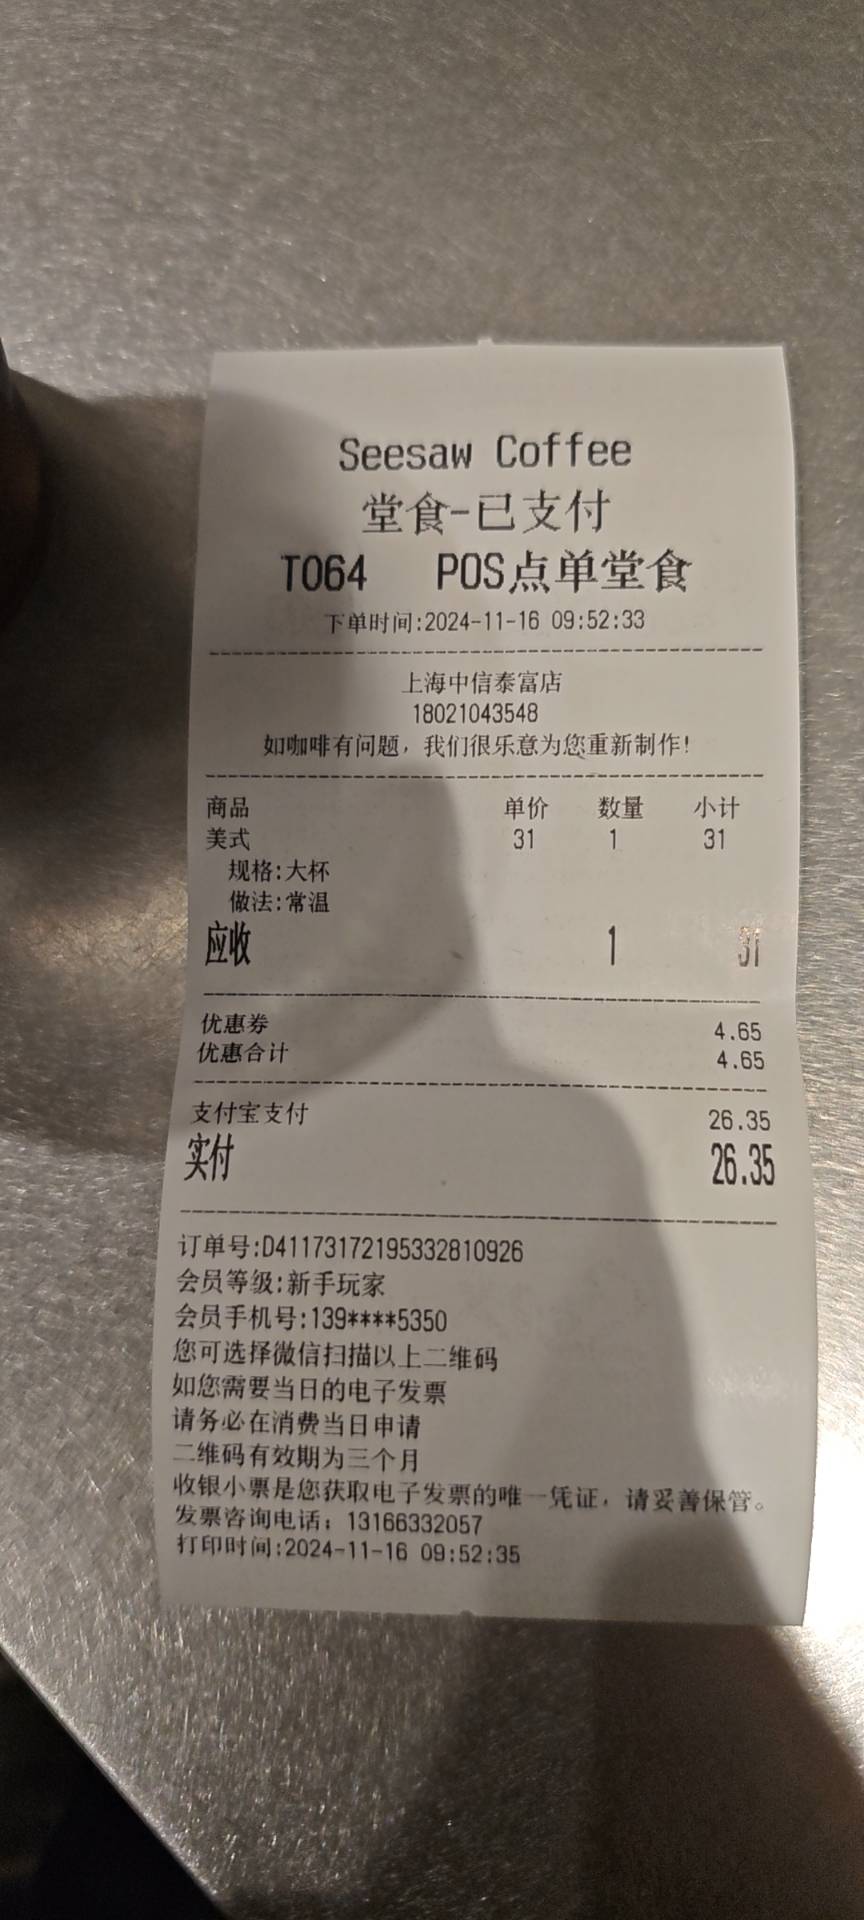 Seesaw Coffee
堂食-已支付
T064 POS点单堂食
下单时间:2024-11-16 09:52:33
上海中信泰富店
18021043548
如咖啡有问题，我们很乐意为您重新制作!
商品 单价 数量 小计
美式 31 1 31
规格:大杯
做法:常温
应收 1 31
优惠券 4.65
优惠合计 4.65
支付宝支付 26.35
实付 26.35
订单号:D411731721953328​10926
会员等级:新手玩家
会员手机号:139****5350
您可选择微信扫描以上二维码
如您需要当日的电子发票
请务必在消费当日申请
二维码有效期为三个月
收银小票是您获取电子发票的唯一凭证，请妥善保管。
发票咨询电话：13166332057
打印时间:2024-11-16 09:52:35